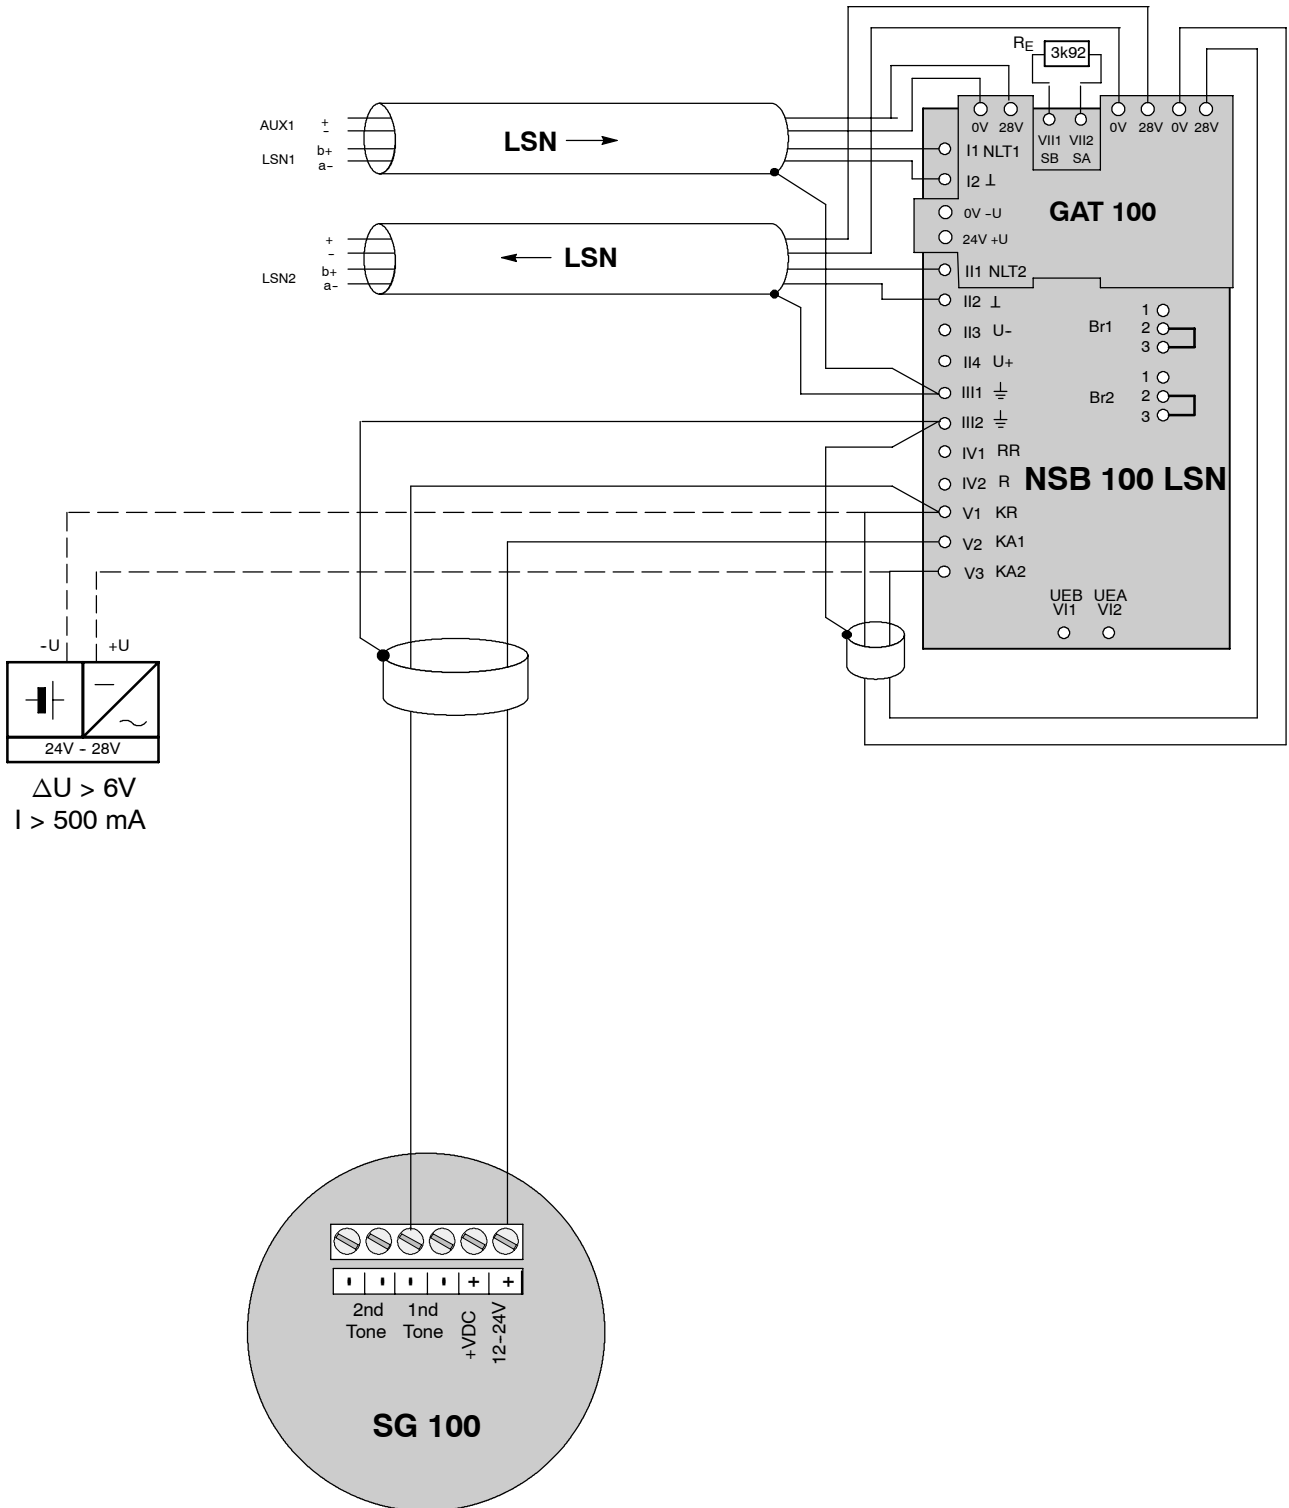 RE
3k92
AUX1
+
-
LSN1
b+
a-
LSN
0V 28V
VII1 VII2
SB SA
0V 28V 0V 28V
I1 NLT1
I2 ⊥
0V -U
24V +U
GAT 100
+
-
LSN2
b+
a-
LSN
II1 NLT2
II2 ⊥
II3 U-
II4 U+
III1 ⏚
III2 ⏚
IV1 RR
IV2 R
V1 KR
V2 KA1
V3 KA2
Br1
1
2
3
Br2
1
2
3
NSB 100 LSN
UEB UEA
VI1 VI2
-U +U
24V - 28V
ΔU > 6V
I > 500 mA
- - - - + +
2nd Tone
1nd Tone
+VDC
12-24V
SG 100